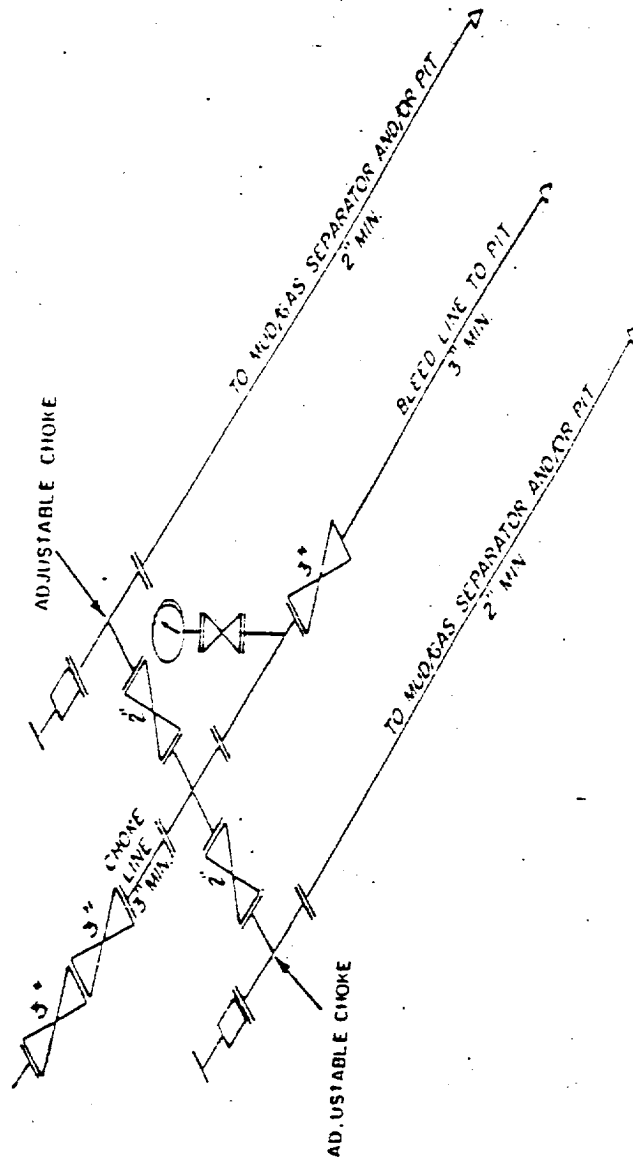 ADJUSTABLE CHOKE
TO MUD/GAS SEPARATOR AND/OR PIT
2" MIN.
BLEED LINE TO PIT
3" MIN.
TO MUD/GAS SEPARATOR AND/OR PIT
2" MIN
CHOKE
LINE
3" MIN.
3"
3"
2"
2"
3"
ADJUSTABLE CHOKE